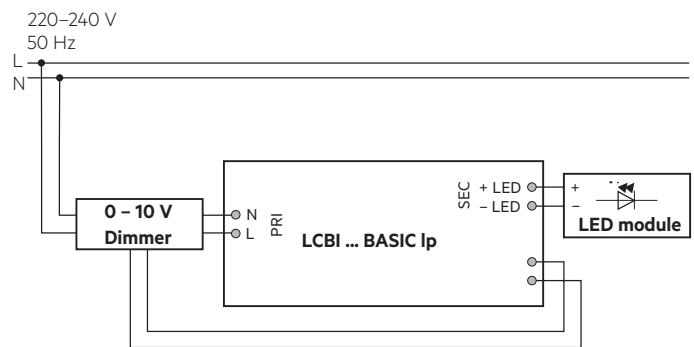 220–240 V
50 Hz
L
N
0 – 10 V
Dimmer
N
L
PRI
LCBI ... BASIC lp
SEC
+ LED
– LED
+
–
LED module